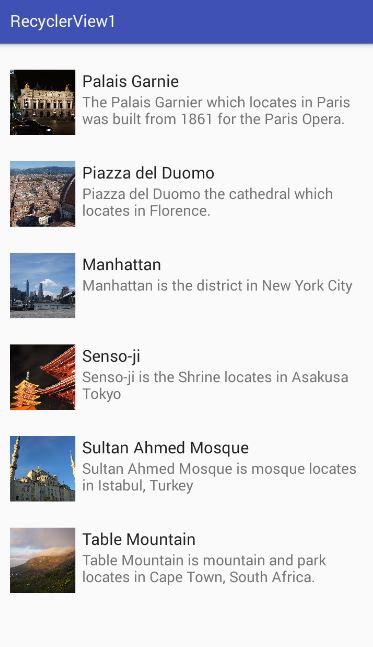 RecyclerView1
Palais Garnie
The Palais Garnier which locates in Paris
was built from 1861 for the Paris Opera.
Piazza del Duomo
Piazza del Duomo the cathedral which
locates in Florence.
Manhattan
Manhattan is the district in New York City
Senso-ji
Senso-ji is the Shrine locates in Asakusa
Tokyo
Sultan Ahmed Mosque
Sultan Ahmed Mosque is mosque locates
in Istabul, Turkey
Table Mountain
Table Mountain is mountain and park
locates in Cape Town, South Africa.